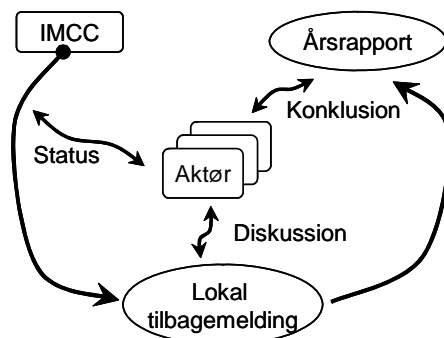 IMCC
Årsrapport
Konklusion
Status
Aktør
Diskussion
Lokal
tilbagemelding